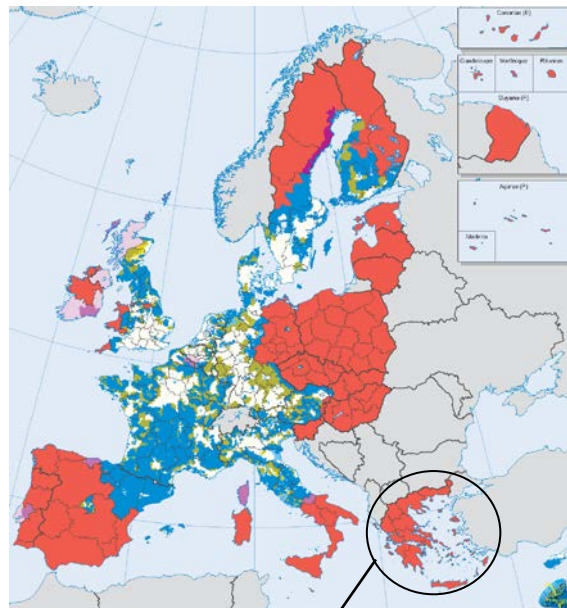 Canarias (E)
Guadeloupe Martinique Réunion
Guyane (F)
Açores (P)
Madeira